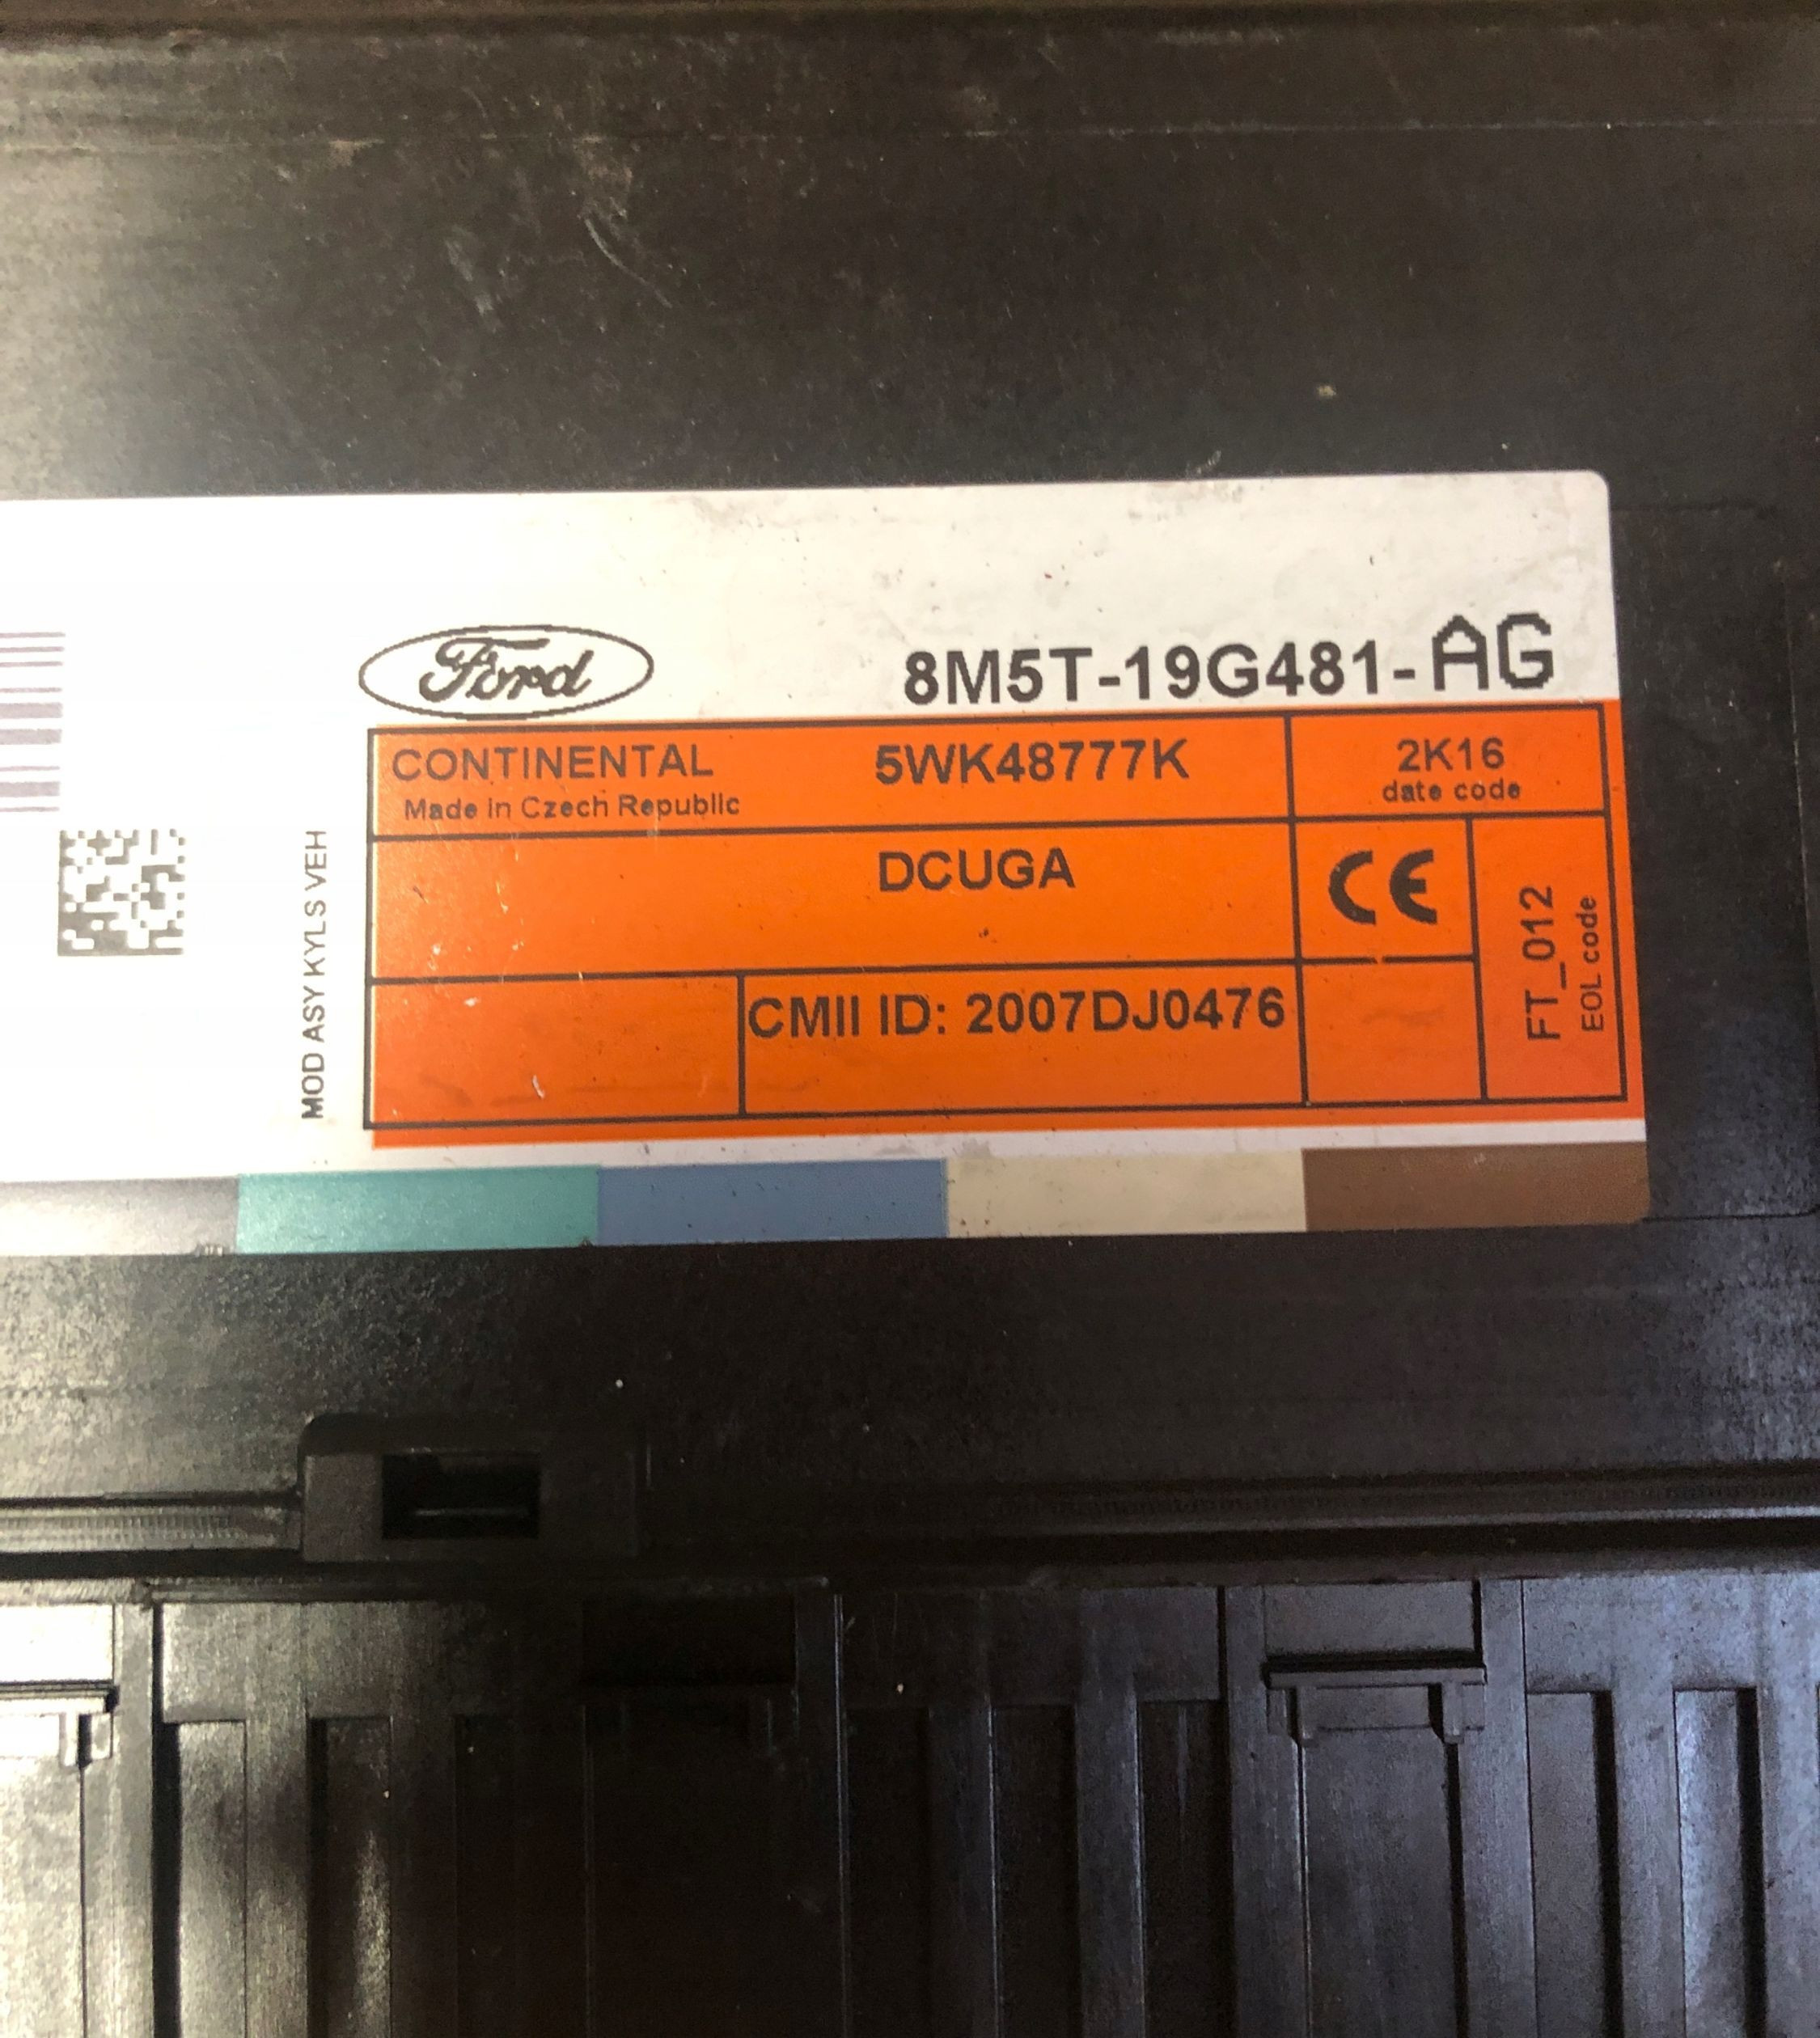 Ford
8M5T-19G481-AG
CONTINENTAL
Made in Czech Republic
5WK48777K
2K16
date code
DCUGA
CE
CMII ID: 2007DJ0476
FT_012
EOL code
MOD ASY KYLS VEH